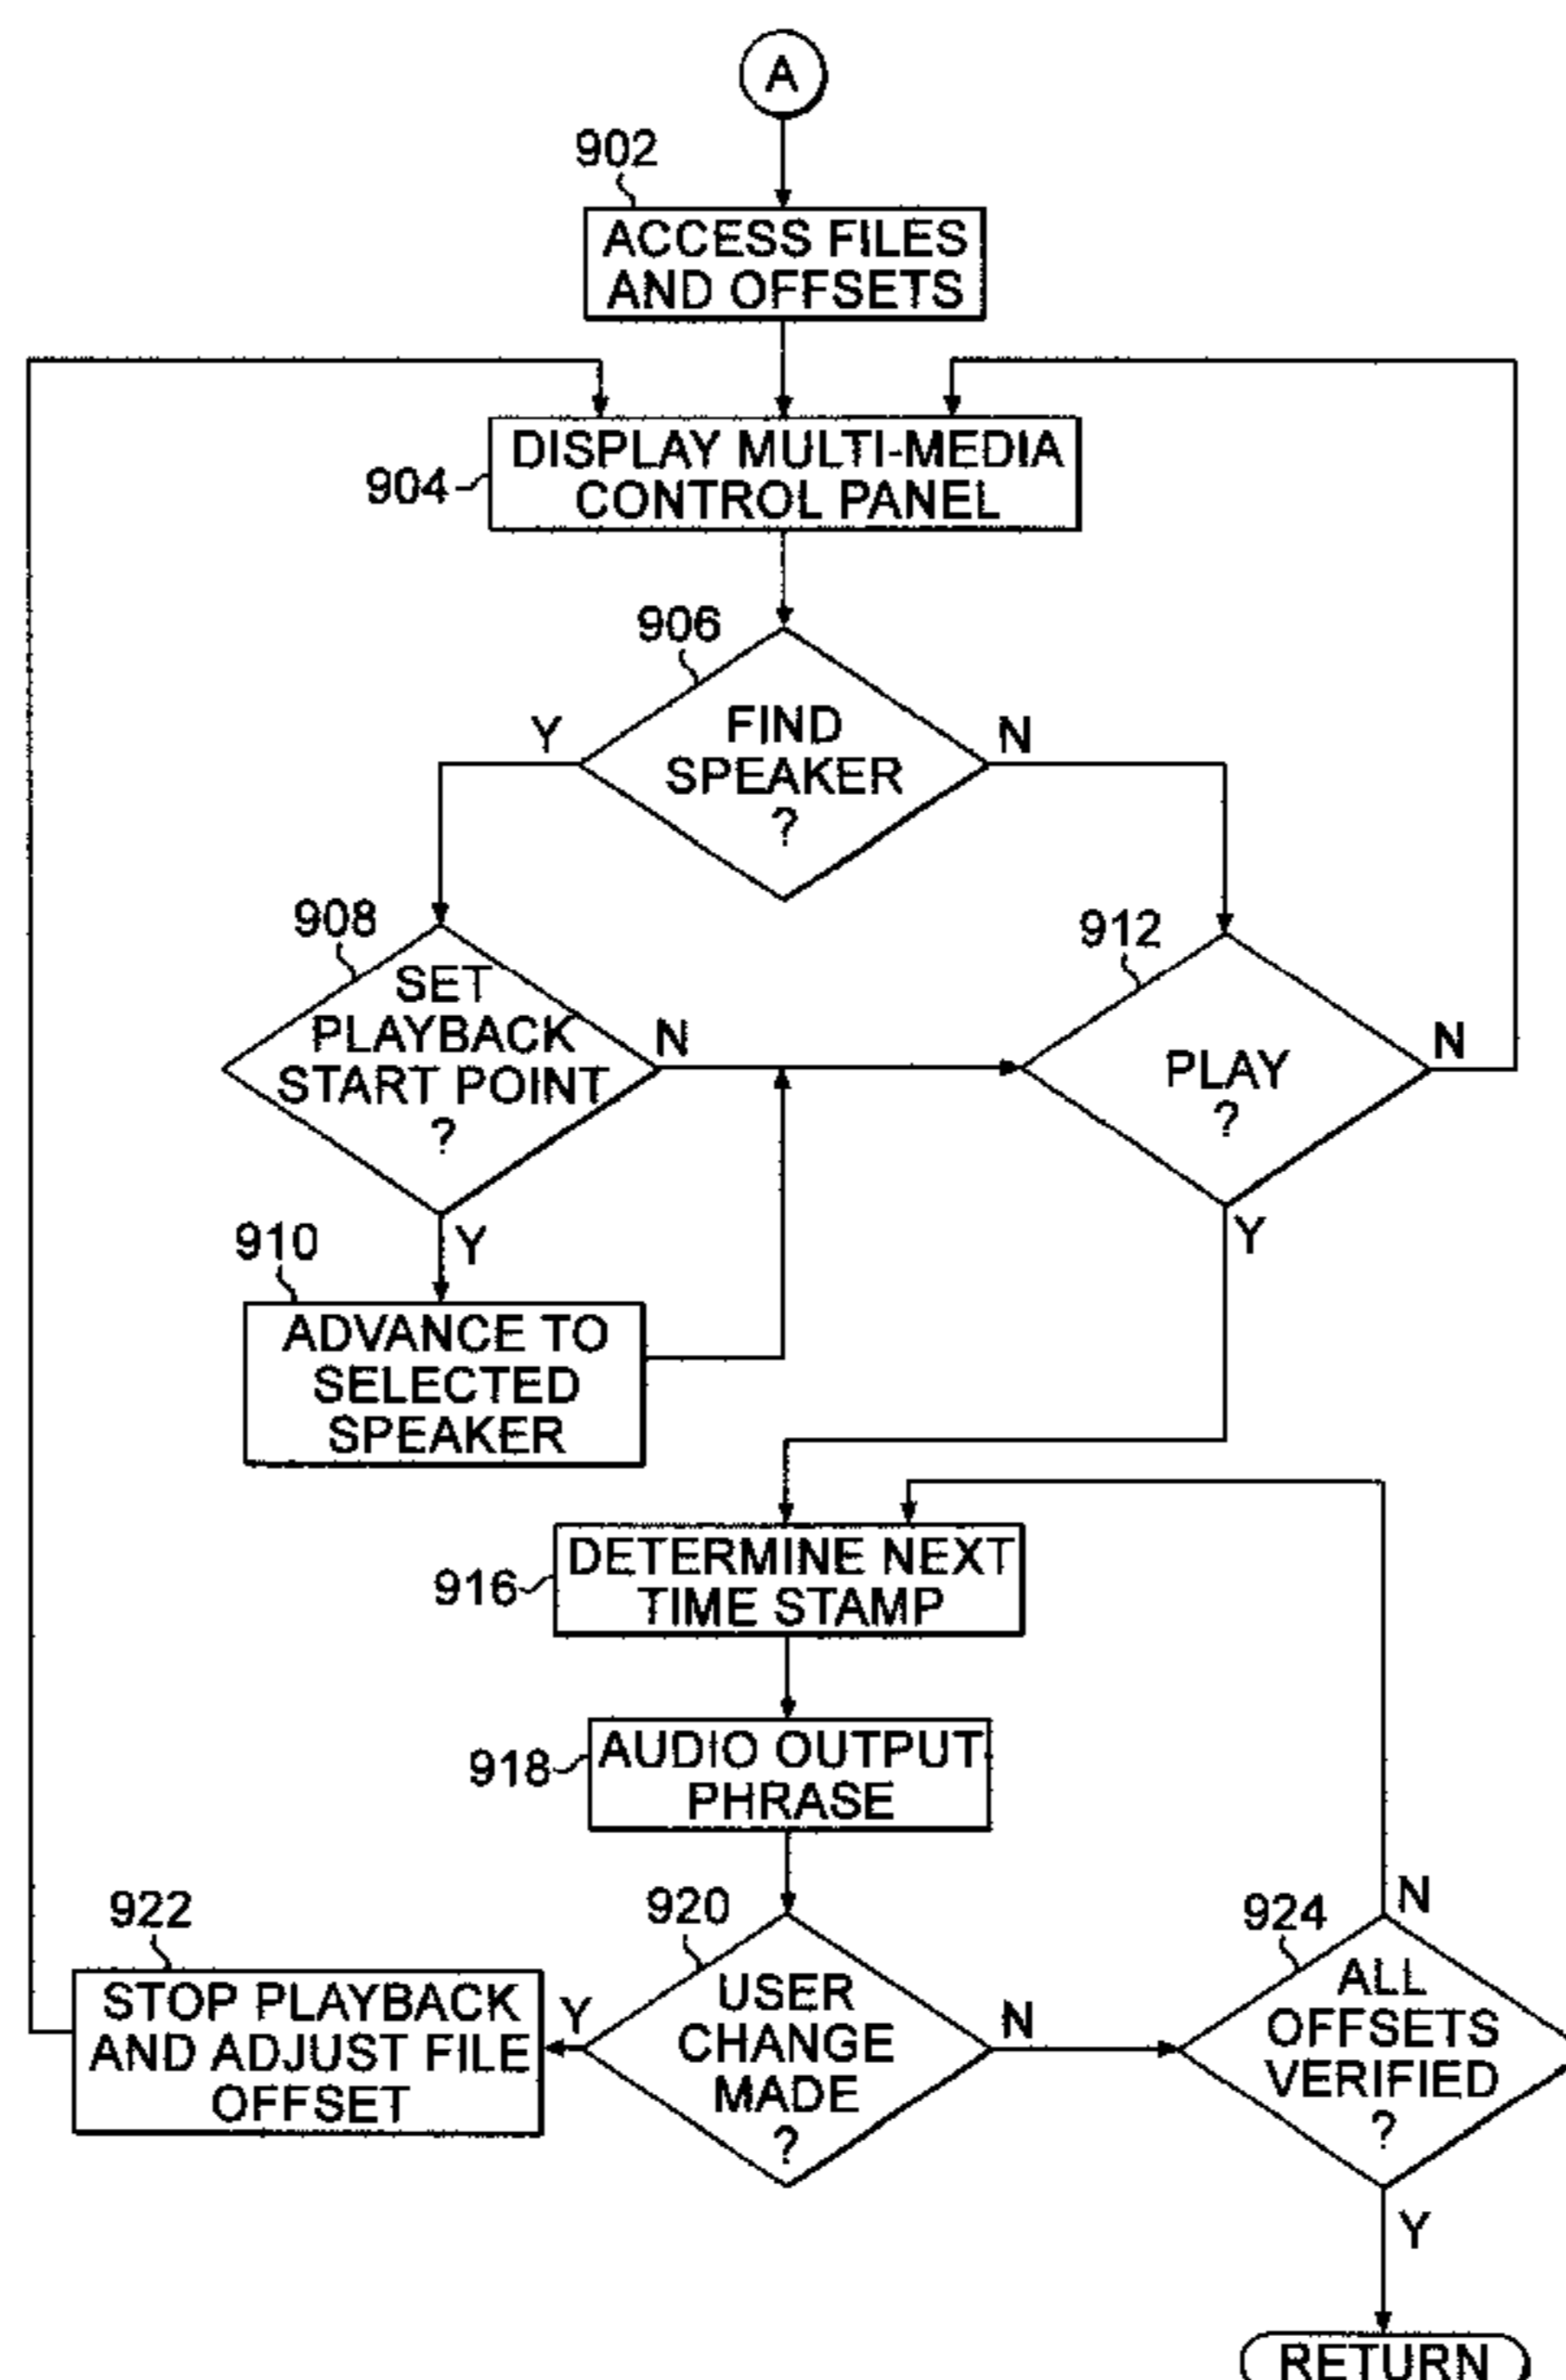 A
902
ACCESS FILES
AND OFFSETS
DISPLAY MULTI-MEDIA
CONTROL PANEL
904
906
FIND
SPEAKER
?
Y
N
908
SET
PLAYBACK
START POINT
?
N
912
PLAY
?
N
Y
Y
910
ADVANCE TO
SELECTED
SPEAKER
DETERMINE NEXT
TIME STAMP
916
AUDIO OUTPUT
PHRASE
918
922
STOP PLAYBACK
AND ADJUST FILE
OFFSET
Y
920
USER
CHANGE
MADE
?
N
924
N
ALL
OFFSETS
VERIFIED
?
Y
RETURN